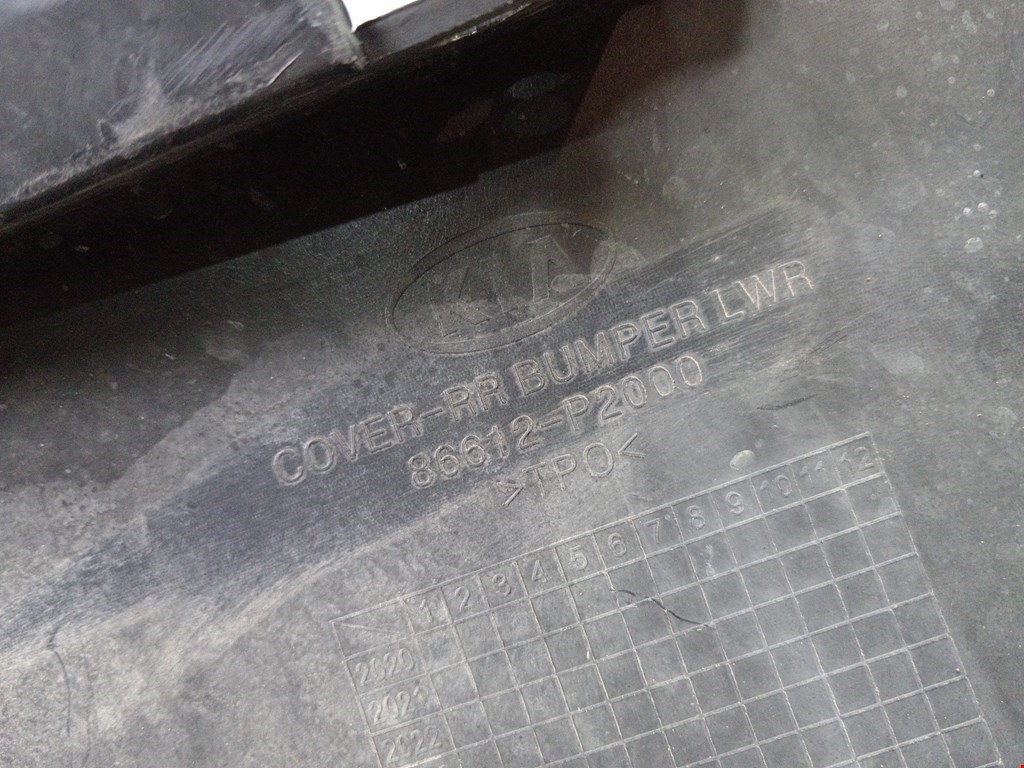 KIA
COVER-RR BUMPER LWR
86612-P2000
>TPO<
1 2 3 4 5 6 7 8 9 10 11 12
2020
2021
2022